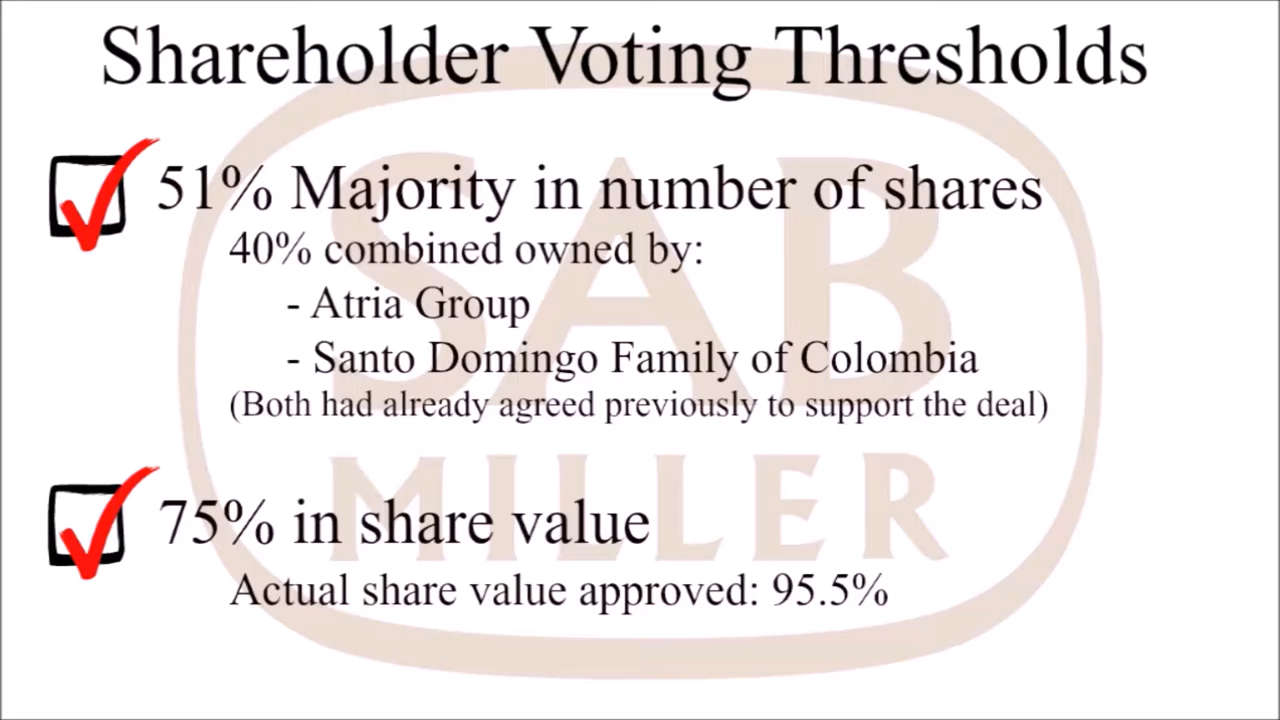 Shareholder Voting Thresholds
51% Majority in number of shares
40% combined owned by:
- Atria Group
- Santo Domingo Family of Colombia
(Both had already agreed previously to support the deal)
75% in share value
Actual share value approved: 95.5%
SAB
MILLER